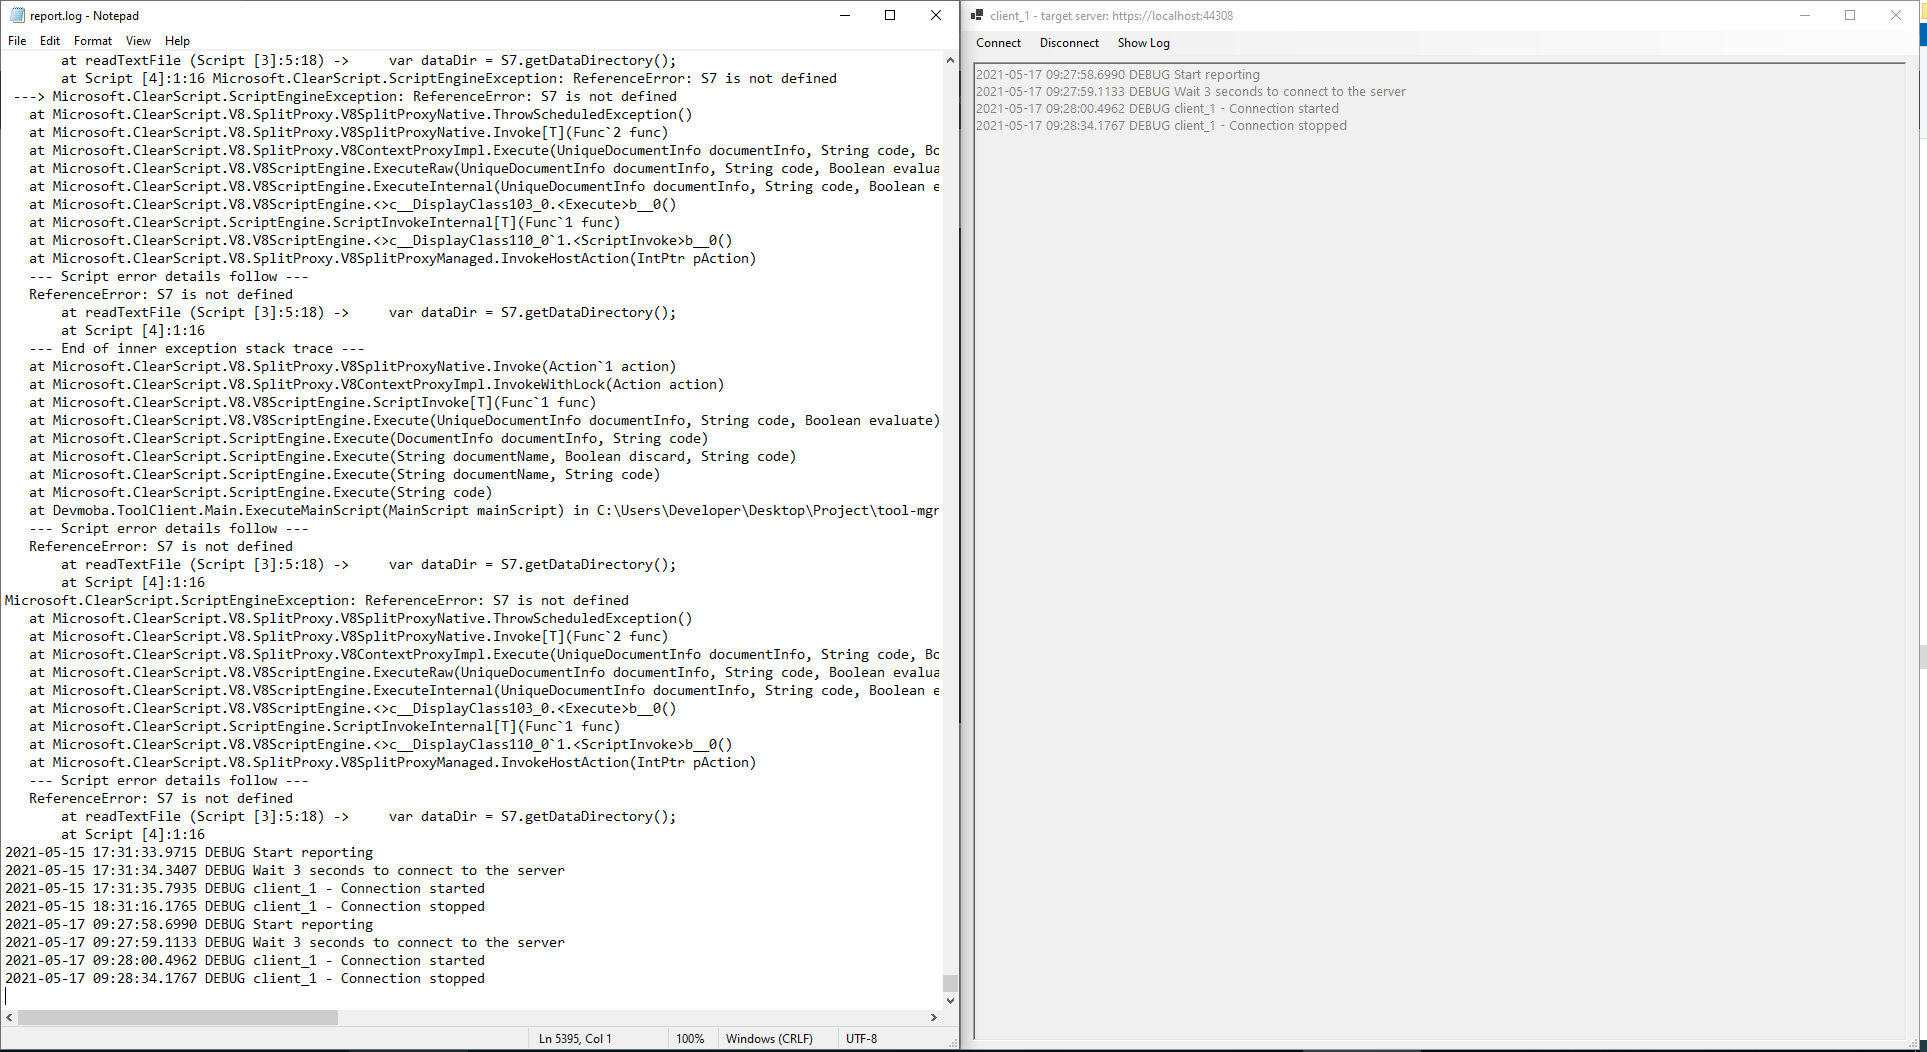 report.log - Notepad
File Edit Format View Help
at readTextFile (Script [3]:5:18) -> var dataDir = S7.getDataDirectory();
at Script [4]:1:16 Microsoft.ClearScript.ScriptEngineException: ReferenceError: S7 is not defined
---> Microsoft.ClearScript.ScriptEngineException: ReferenceError: S7 is not defined
at Microsoft.ClearScript.V8.SplitProxy.V8SplitProxyNative.ThrowScheduledException()
at Microsoft.ClearScript.V8.SplitProxy.V8SplitProxyNative.Invoke[T](Func`2 func)
at Microsoft.ClearScript.V8.SplitProxy.V8ContextProxyImpl.Execute(UniqueDocumentInfo documentInfo, String code, Bo
at Microsoft.ClearScript.V8.V8ScriptEngine.ExecuteRaw(UniqueDocumentInfo documentInfo, String code, Boolean evalua
at Microsoft.ClearScript.V8.V8ScriptEngine.ExecuteInternal(UniqueDocumentInfo documentInfo, String code, Boolean e
at Microsoft.ClearScript.V8.V8ScriptEngine.<>c__DisplayClass103_0.<Execute>b__0()
at Microsoft.ClearScript.ScriptEngine.ScriptInvokeInternal[T](Func`1 func)
at Microsoft.ClearScript.V8.V8ScriptEngine.<>c__DisplayClass110_0`1.<ScriptInvoke>b__0()
at Microsoft.ClearScript.V8.SplitProxy.V8SplitProxyManaged.InvokeHostAction(IntPtr pAction)
--- Script error details follow ---
ReferenceError: S7 is not defined
at readTextFile (Script [3]:5:18) -> var dataDir = S7.getDataDirectory();
at Script [4]:1:16
--- End of inner exception stack trace ---
at Microsoft.ClearScript.V8.SplitProxy.V8SplitProxyNative.Invoke(Action`1 action)
at Microsoft.ClearScript.V8.SplitProxy.V8ContextProxyImpl.InvokeWithLock(Action action)
at Microsoft.ClearScript.V8.V8ScriptEngine.ScriptInvoke[T](Func`1 func)
at Microsoft.ClearScript.V8.V8ScriptEngine.Execute(UniqueDocumentInfo documentInfo, String code, Boolean evaluate)
at Microsoft.ClearScript.ScriptEngine.Execute(DocumentInfo documentInfo, String code)
at Microsoft.ClearScript.ScriptEngine.Execute(String documentName, Boolean discard, String code)
at Microsoft.ClearScript.ScriptEngine.Execute(String documentName, String code)
at Microsoft.ClearScript.ScriptEngine.Execute(String code)
at Devmoba.ToolClient.Main.ExecuteMainScript(MainScript mainScript) in C:\Users\Developer\Desktop\Project\tool-mgr
--- Script error details follow ---
ReferenceError: S7 is not defined
at readTextFile (Script [3]:5:18) -> var dataDir = S7.getDataDirectory();
at Script [4]:1:16
Microsoft.ClearScript.ScriptEngineException: ReferenceError: S7 is not defined
at Microsoft.ClearScript.V8.SplitProxy.V8SplitProxyNative.ThrowScheduledException()
at Microsoft.ClearScript.V8.SplitProxy.V8SplitProxyNative.Invoke[T](Func`2 func)
at Microsoft.ClearScript.V8.SplitProxy.V8ContextProxyImpl.Execute(UniqueDocumentInfo documentInfo, String code, Bo
at Microsoft.ClearScript.V8.V8ScriptEngine.ExecuteRaw(UniqueDocumentInfo documentInfo, String code, Boolean evalua
at Microsoft.ClearScript.V8.V8ScriptEngine.ExecuteInternal(UniqueDocumentInfo documentInfo, String code, Boolean e
at Microsoft.ClearScript.V8.V8ScriptEngine.<>c__DisplayClass103_0.<Execute>b__0()
at Microsoft.ClearScript.ScriptEngine.ScriptInvokeInternal[T](Func`1 func)
at Microsoft.ClearScript.V8.V8ScriptEngine.<>c__DisplayClass110_0`1.<ScriptInvoke>b__0()
at Microsoft.ClearScript.V8.SplitProxy.V8SplitProxyManaged.InvokeHostAction(IntPtr pAction)
--- Script error details follow ---
ReferenceError: S7 is not defined
at readTextFile (Script [3]:5:18) -> var dataDir = S7.getDataDirectory();
at Script [4]:1:16
2021-05-15 17:31:33.9715 DEBUG Start reporting
2021-05-15 17:31:34.3407 DEBUG Wait 3 seconds to connect to the server
2021-05-15 17:31:35.7935 DEBUG client_1 - Connection started
2021-05-15 18:31:16.1765 DEBUG client_1 - Connection stopped
2021-05-17 09:27:58.6990 DEBUG Start reporting
2021-05-17 09:27:59.1133 DEBUG Wait 3 seconds to connect to the server
2021-05-17 09:28:00.4962 DEBUG client_1 - Connection started
2021-05-17 09:28:34.1767 DEBUG client_1 - Connection stopped
Ln 5395, Col 1 100% Windows (CRLF) UTF-8
client_1 - target server: https://localhost:44308
Connect Disconnect Show Log
2021-05-17 09:27:58.6990 DEBUG Start reporting
2021-05-17 09:27:59.1133 DEBUG Wait 3 seconds to connect to the server
2021-05-17 09:28:00.4962 DEBUG client_1 - Connection started
2021-05-17 09:28:34.1767 DEBUG client_1 - Connection stopped